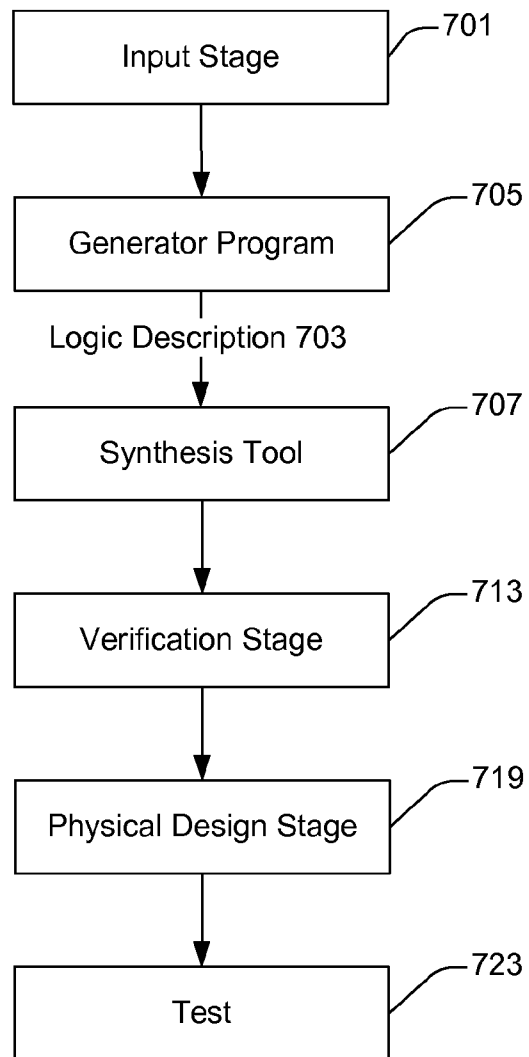 701
Input Stage
705
Generator Program
Logic Description 703
707
Synthesis Tool
713
Verification Stage
719
Physical Design Stage
723
Test